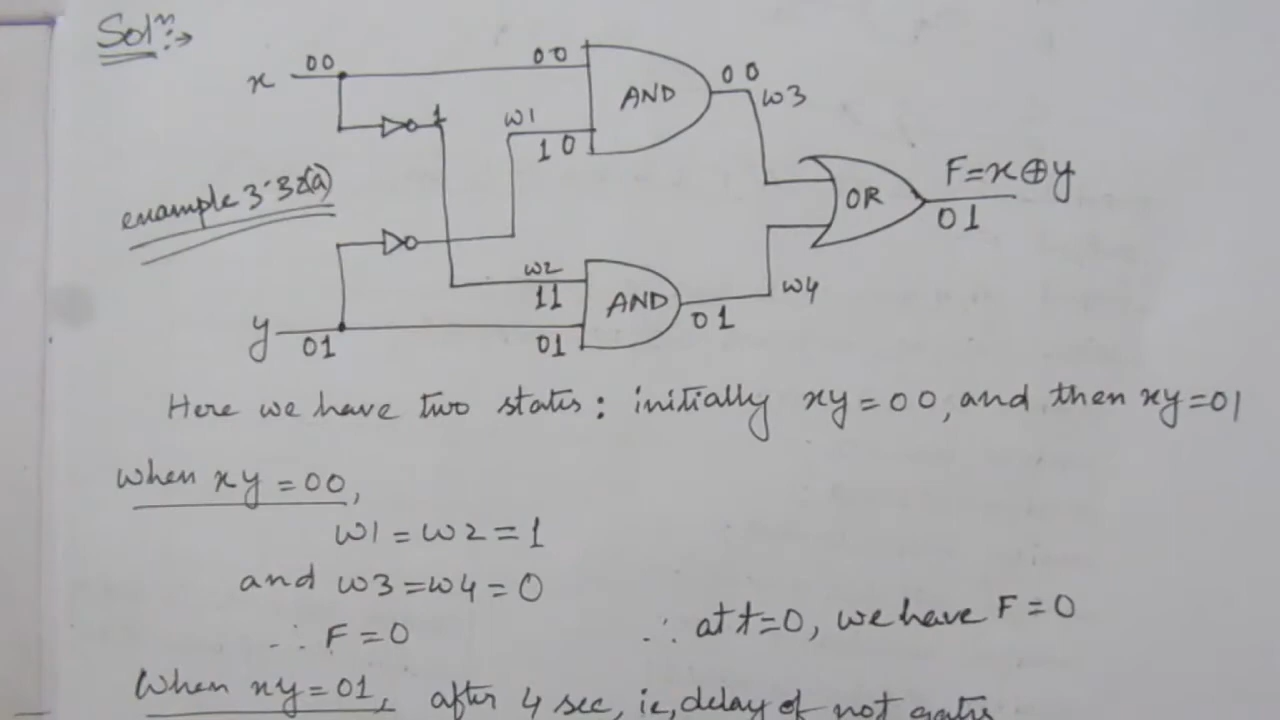 Solⁿ:→
x 00
00
AND
00
w3
1
w1
10
example 3.32(a)
OR
F=x⊕y
01
w2
11
AND
01
w4
y 01
01
Here we have two states: initially xy=00, and then xy=01
When xy=00,
w1=w2=1
and w3=w4=0
∴ F=0
∴ at t=0, we have F=0
When xy=01, after 4 sec, ie, delay of not gates